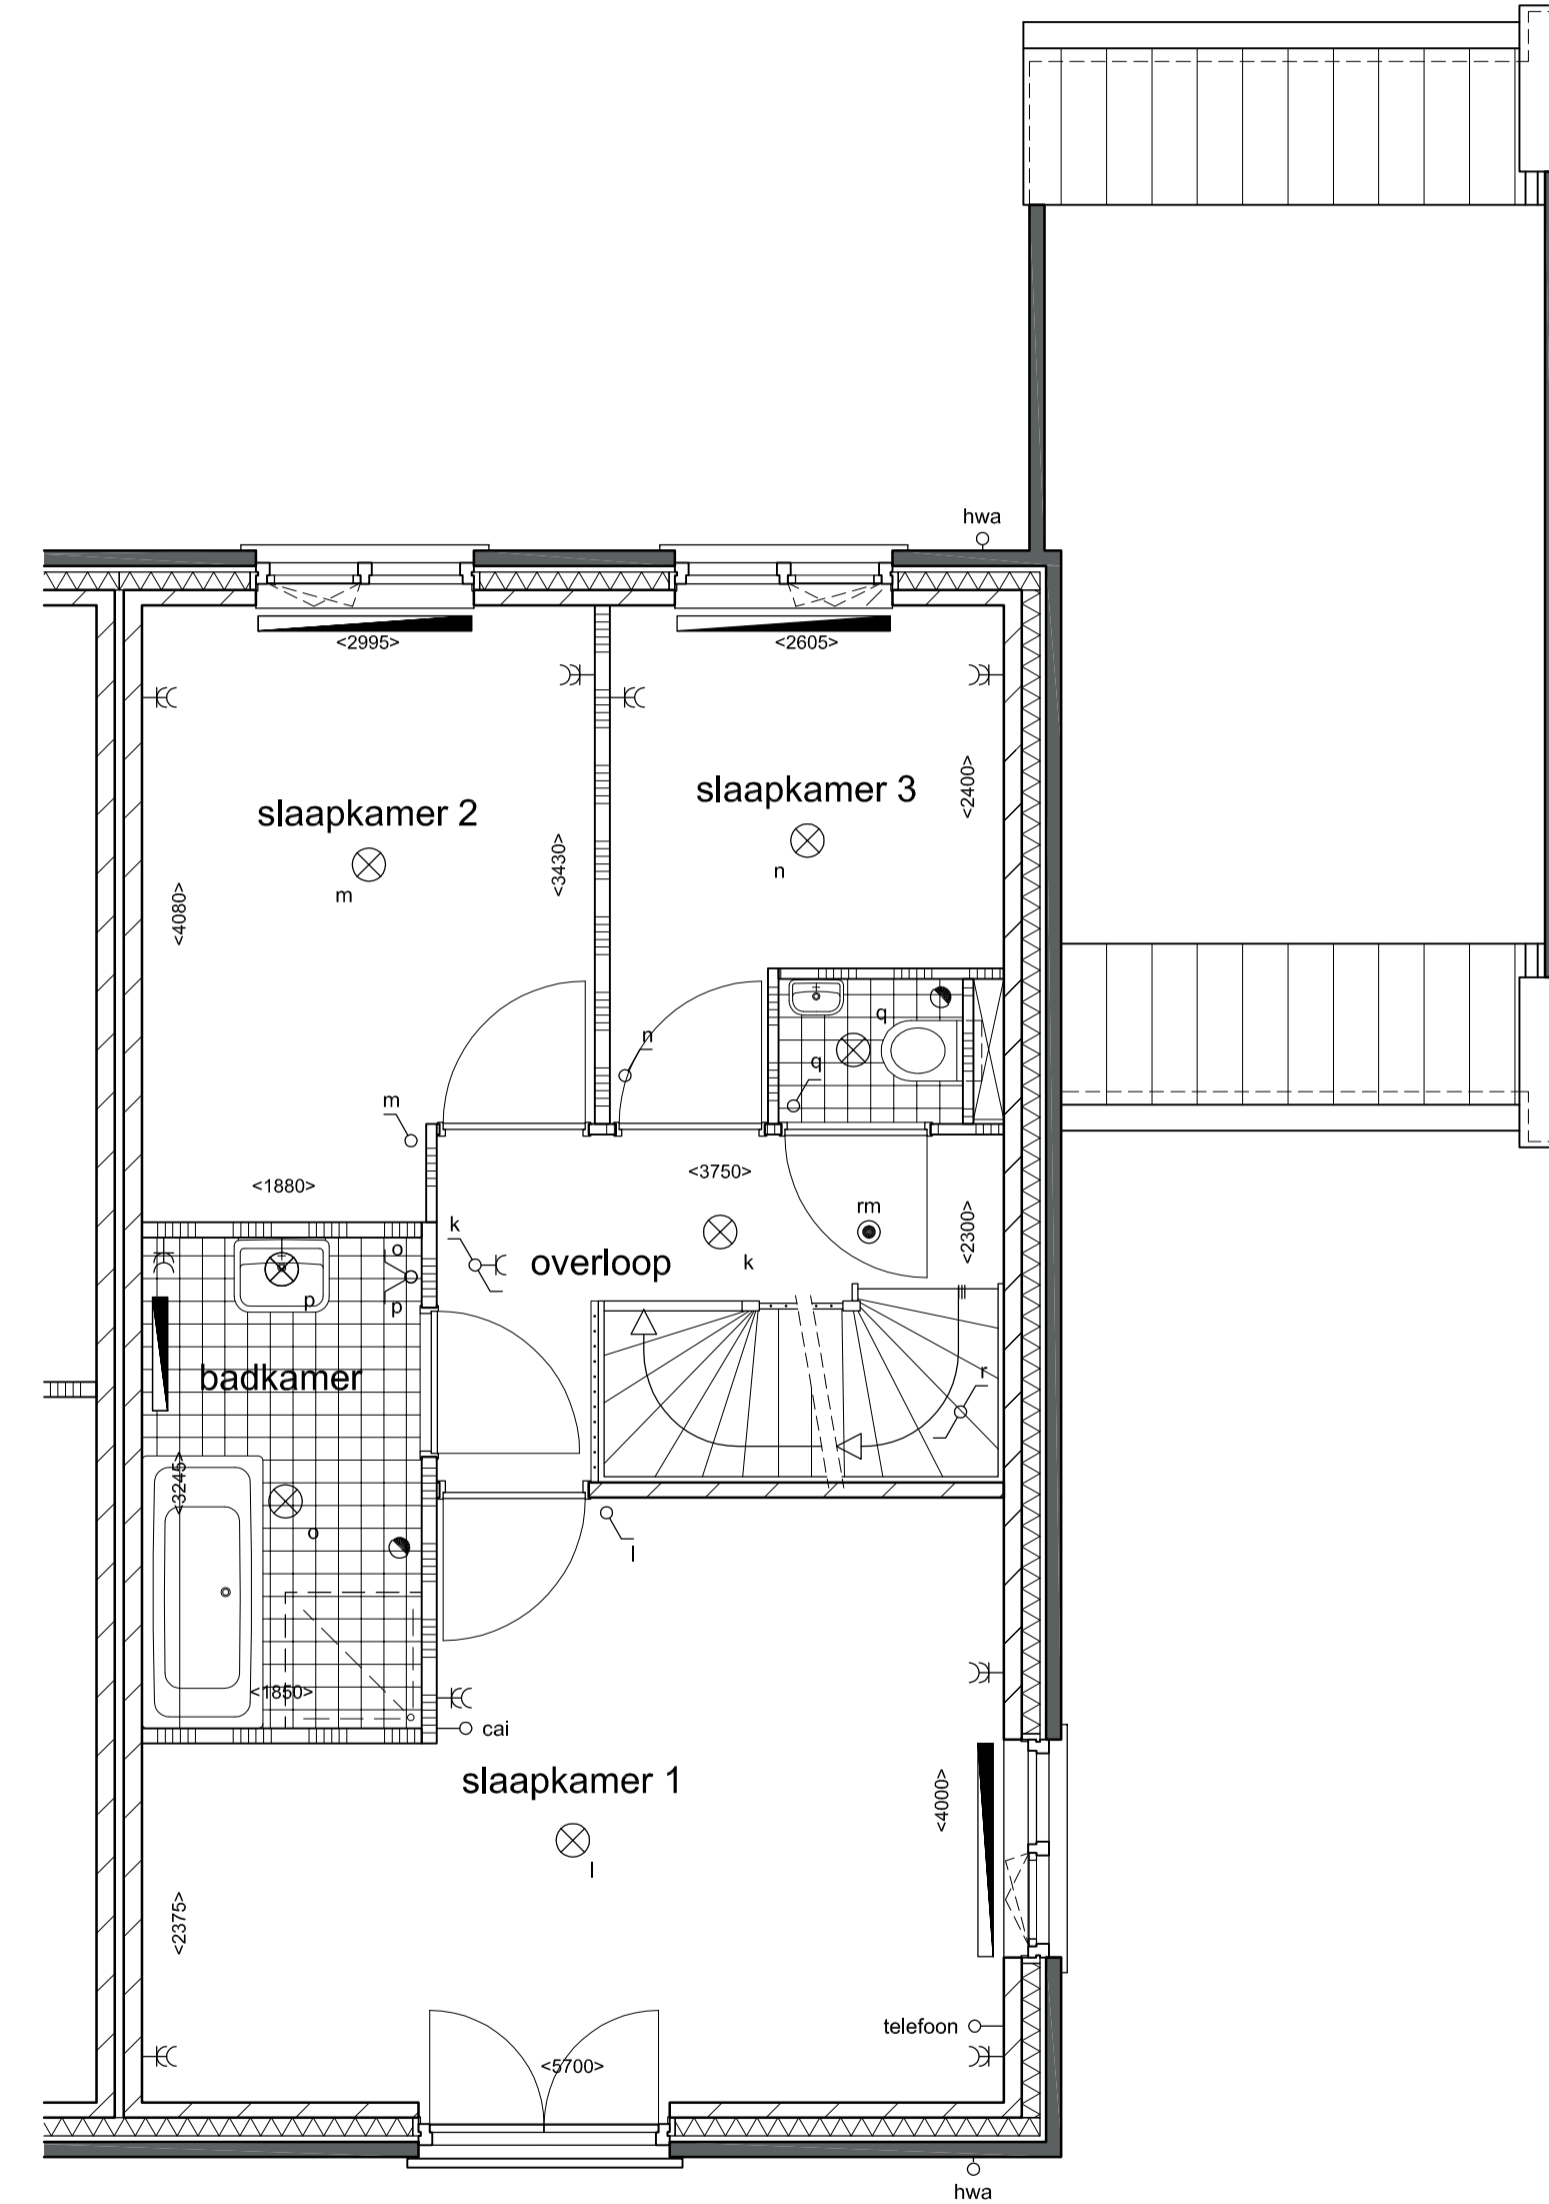 hwa
<2995>
<2605>
slaapkamer 2
m
<4080>
<3430>
slaapkamer 3
n
<2400>
n
q
q
m
<1880>
<3750>
k
rm
overloop
k
<2300>
o
p
p
badkamer
r
<3245>
o
l
<1850>
cai
slaapkamer 1
l
<4000>
<2375>
telefoon
<5700>
hwa